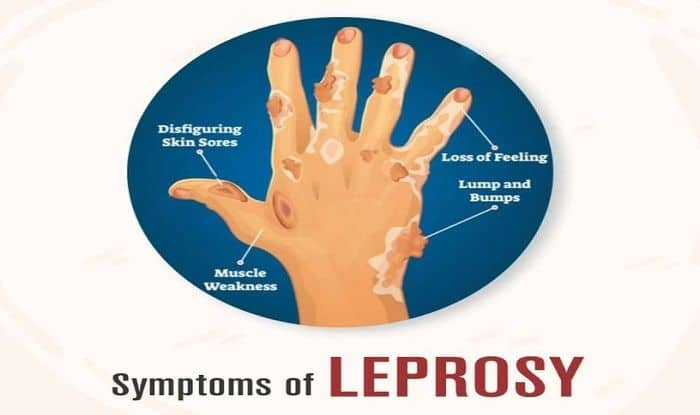 Disfiguring
Skin Sores
Loss of Feeling
Lump and
Bumps
Muscle
Weakness
Symptoms of LEPROSY